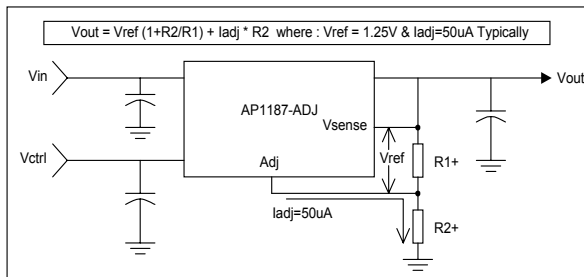 Vout = Vref (1+R2/R1) + Iadj * R2 where : Vref = 1.25V & Iadj=50uA Typically
Vin
Vout
AP1187-ADJ
Vsense
Vctrl
Vref
R1+
Adj
Iadj=50uA
R2+